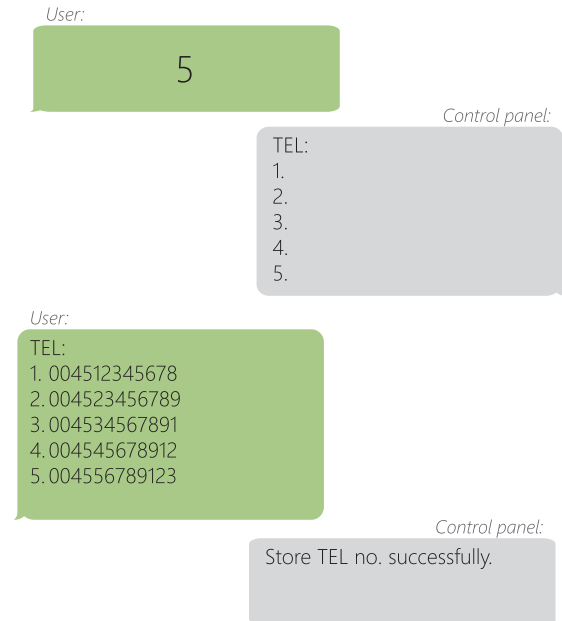 User:
5
Control panel:
TEL:
1.
2.
3.
4.
5.
User:
TEL:
1. 004512345678
2. 004523456789
3. 004534567891
4. 004545678912
5. 004556789123
Control panel:
Store TEL no. successfully.